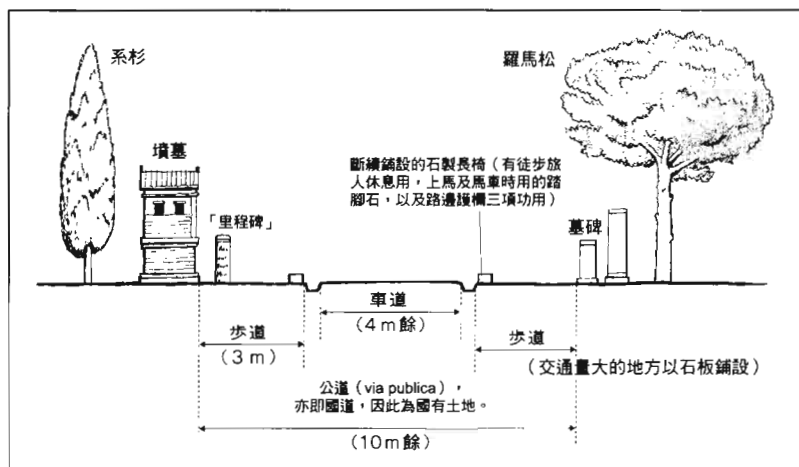 系杉
羅馬松
墳墓
斷續鋪設的石製長椅（有徒步旅
人休息用，上馬及馬車時用的踏
腳石，以及路邊護欄三項功用）
「里程碑」
墓碑
車道
（4m餘）
步道
（3m）
步道
（交通量大的地方以石板鋪設）
公道（via publica），
亦即國道，因此為國有土地。
（10m餘）